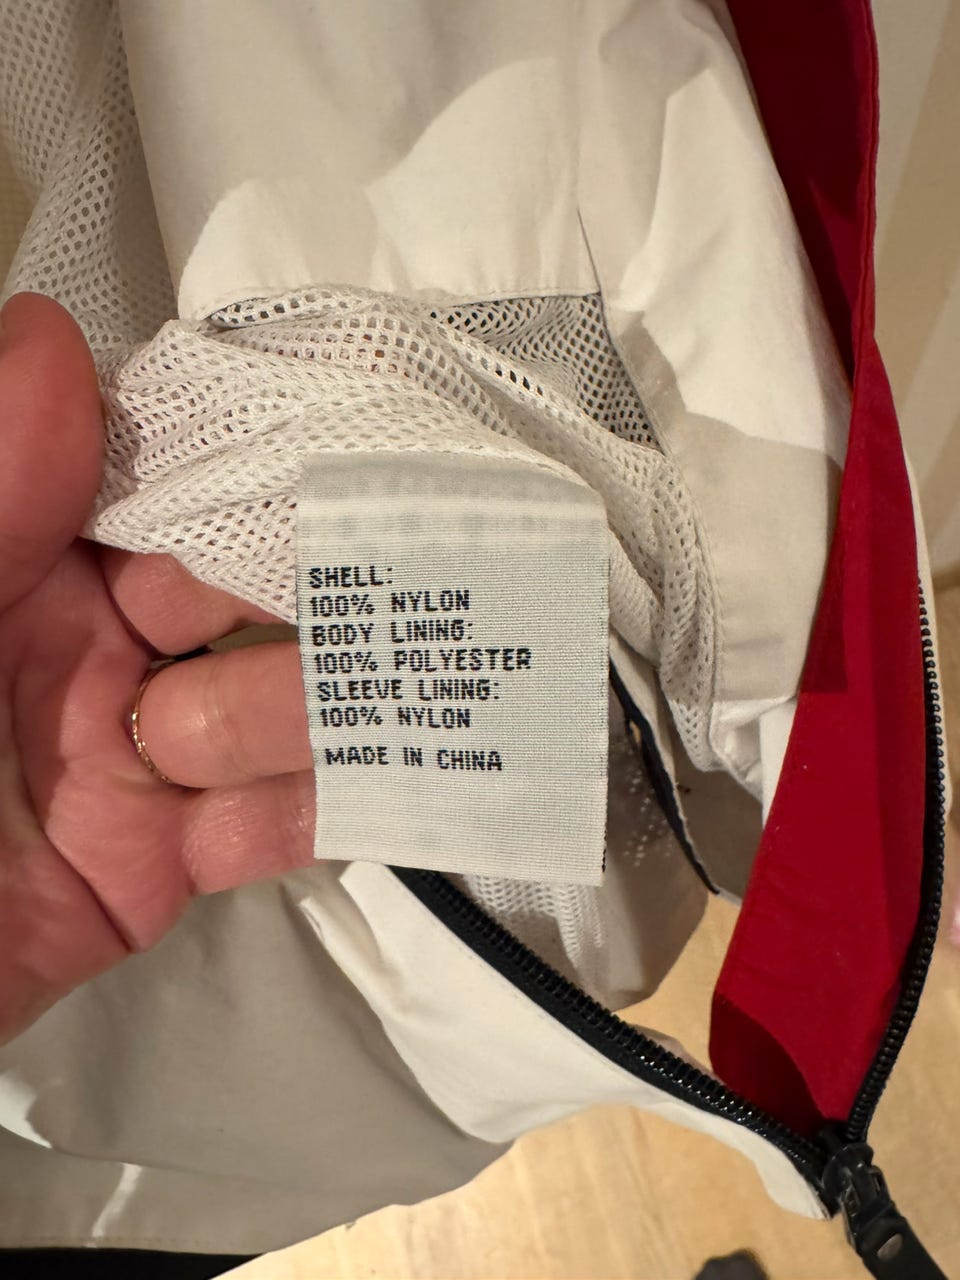 SHELL:
100% NYLON
BODY LINING:
100% POLYESTER
SLEEVE LINING:
100% NYLON
MADE IN CHINA